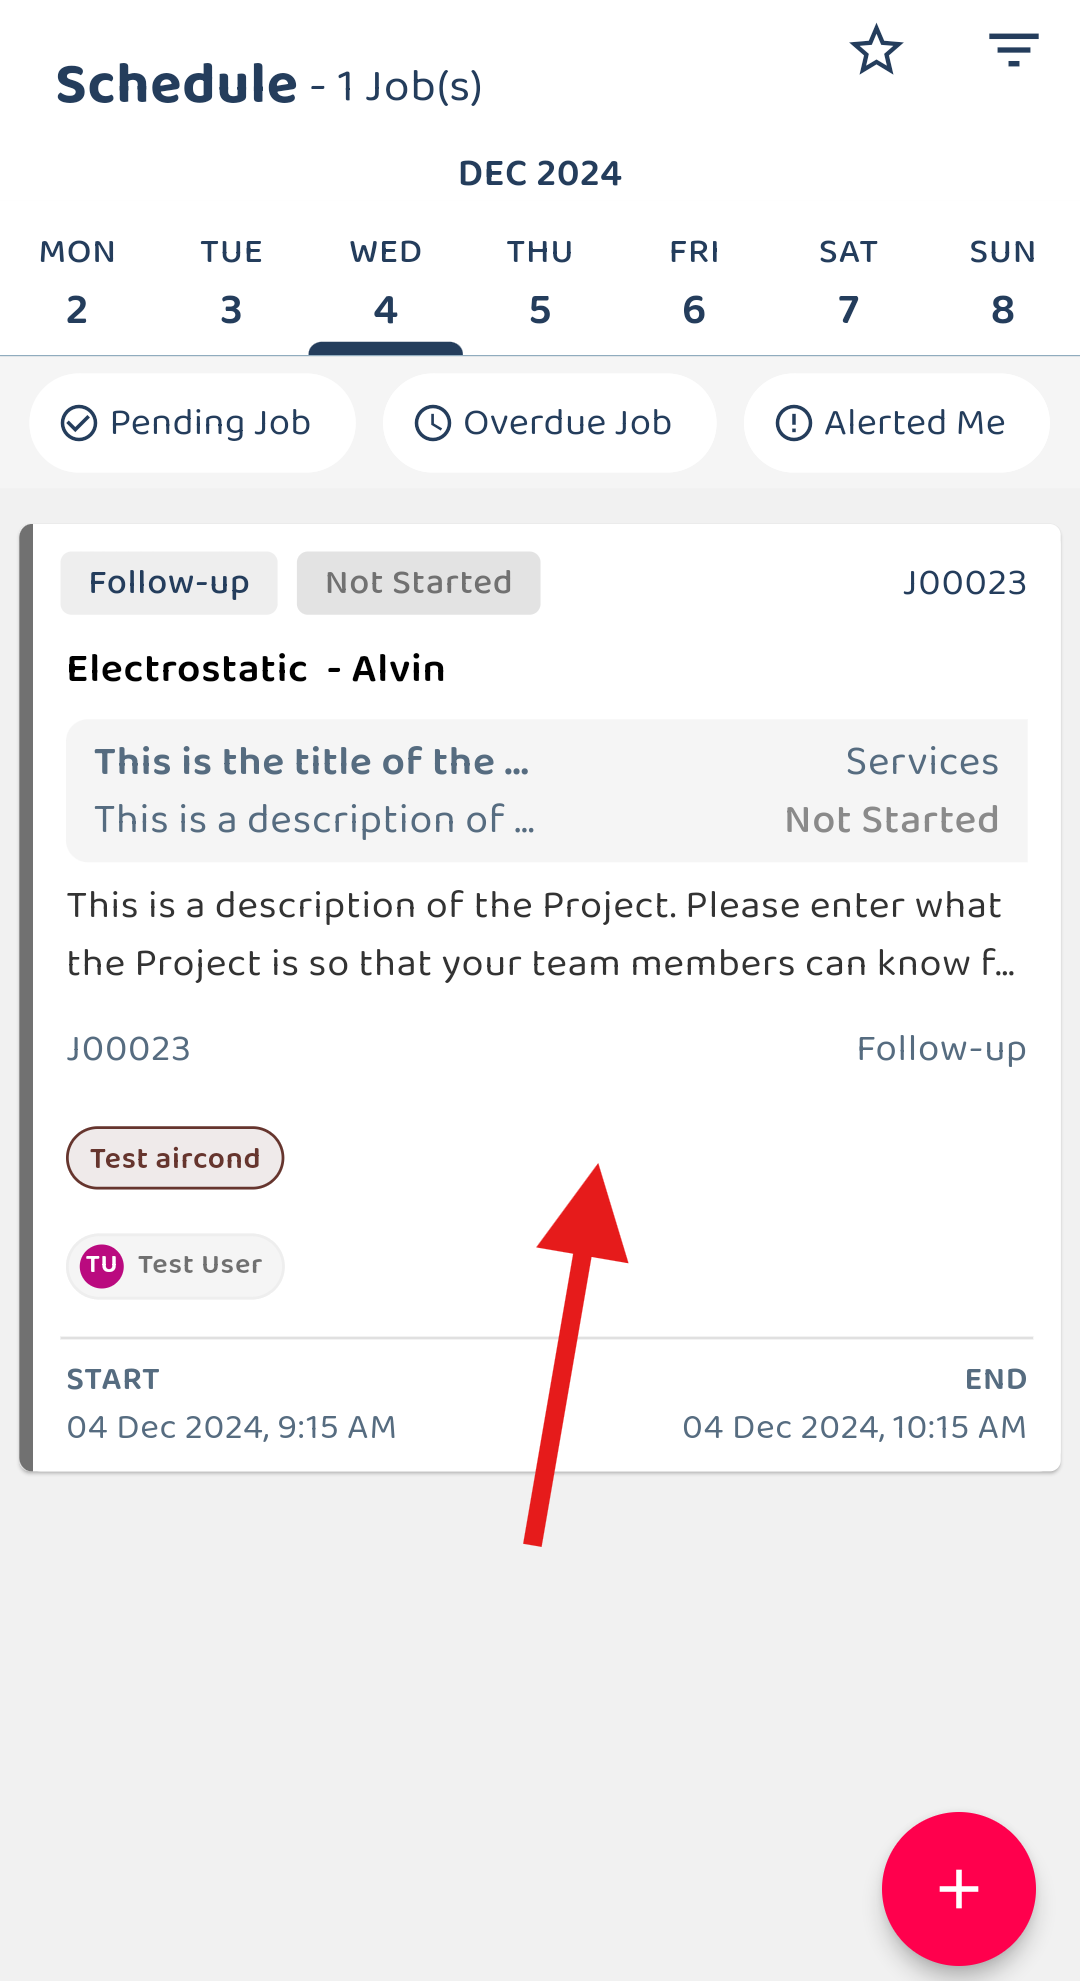 Schedule - 1 Job(s)
DEC 2024
MON TUE WED THU FRI SAT SUN
2 3 4 5 6 7 8
Pending Job Overdue Job Alerted Me
Follow-up Not Started J00023
Electrostatic  - Alvin
This is the title of the ... Services
This is a description of ... Not Started
This is a description of the Project. Please enter what
the Project is so that your team members can know f...
J00023 Follow-up
Test aircond
TU Test User
START END
04 Dec 2024, 9:15 AM 04 Dec 2024, 10:15 AM
+